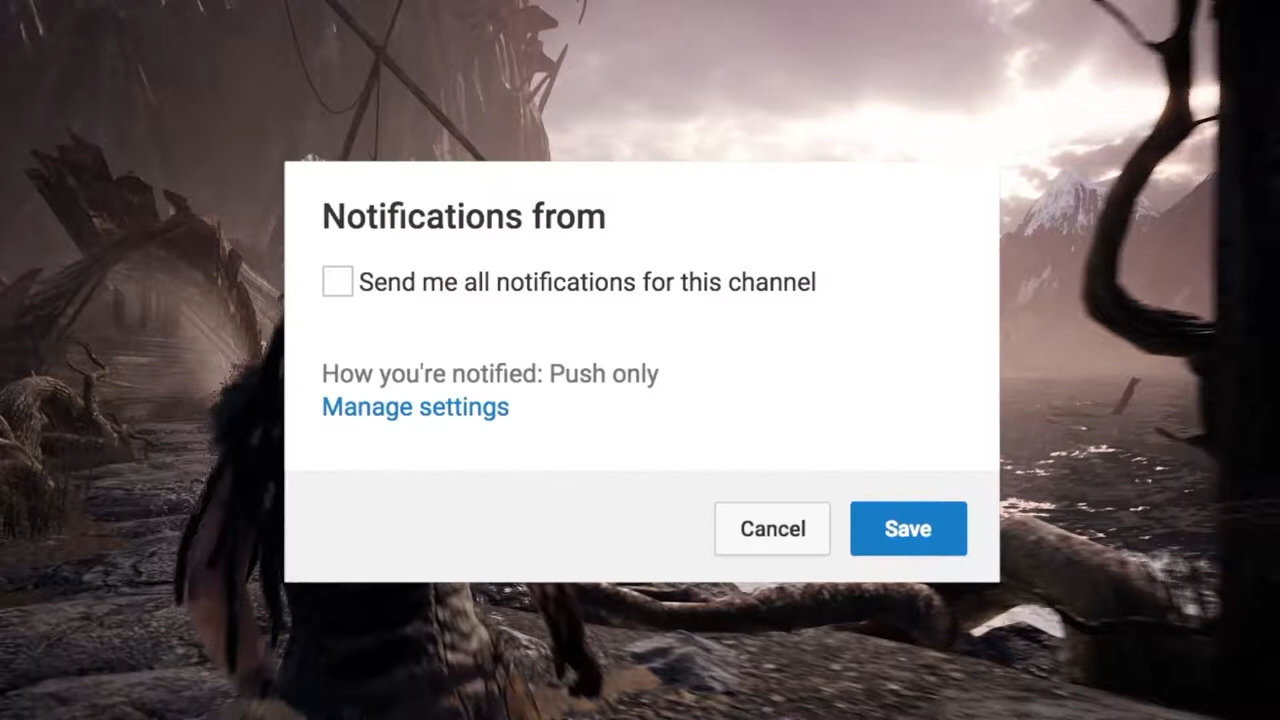 Notifications from
Send me all notifications for this channel
How you're notified: Push only
Manage settings
Cancel Save